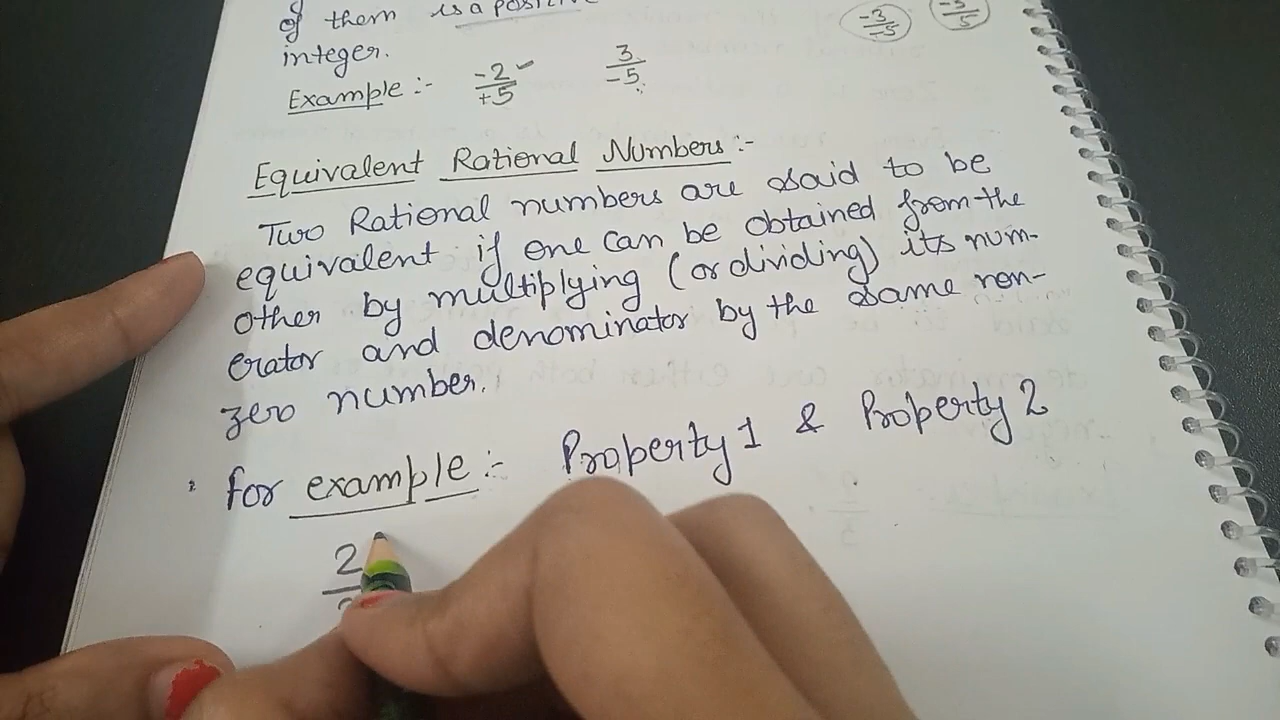 of them is a
-3/-5 -3/5
integer.
Example :- -2/+5 3/-5
Equivalent Rational Numbers :-
Two Rational numbers are said to be
equivalent if one can be obtained from the
other by multiplying (or dividing) its num-
erator and denominator by the same non-
zero number.
for example :- Property 1 & Property 2
2